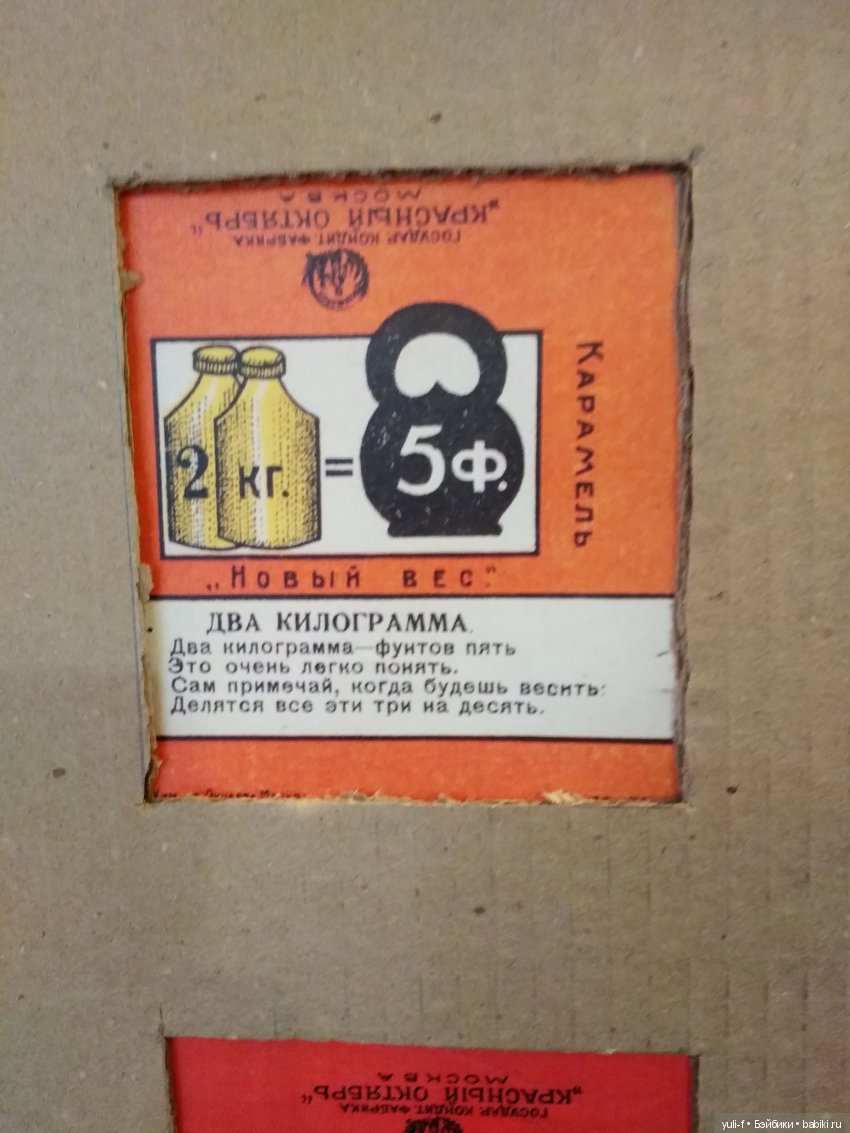 МОСКВА
„КРАСНЫЙ ОКТЯБРЬ"
ГОСУДАР. КОНДИТ. ФАБРИКА
КАРАМЕЛЬ
2 кг. = 5 Ф.
„НОВЫЙ ВЕС."
ДВА КИЛОГРАММА.
Два килограмма—фунтов пять
Это очень легко понять.
Сам примечай, когда будешь весить:
Делятся все эти три на десять.
МОСКВА
„КРАСНЫЙ ОКТЯБРЬ"
ГОСУДАР. КОНДИТ. ФАБРИКА
yuli-f • Бэйбики • babiki.ru